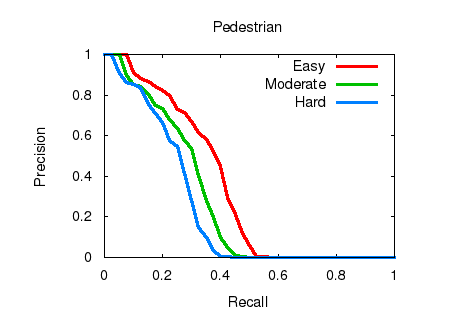 Pedestrian
1
0.8
0.6
0.4
0.2
0
Precision
Easy
Moderate
Hard
0 0.2 0.4 0.6 0.8 1
Recall